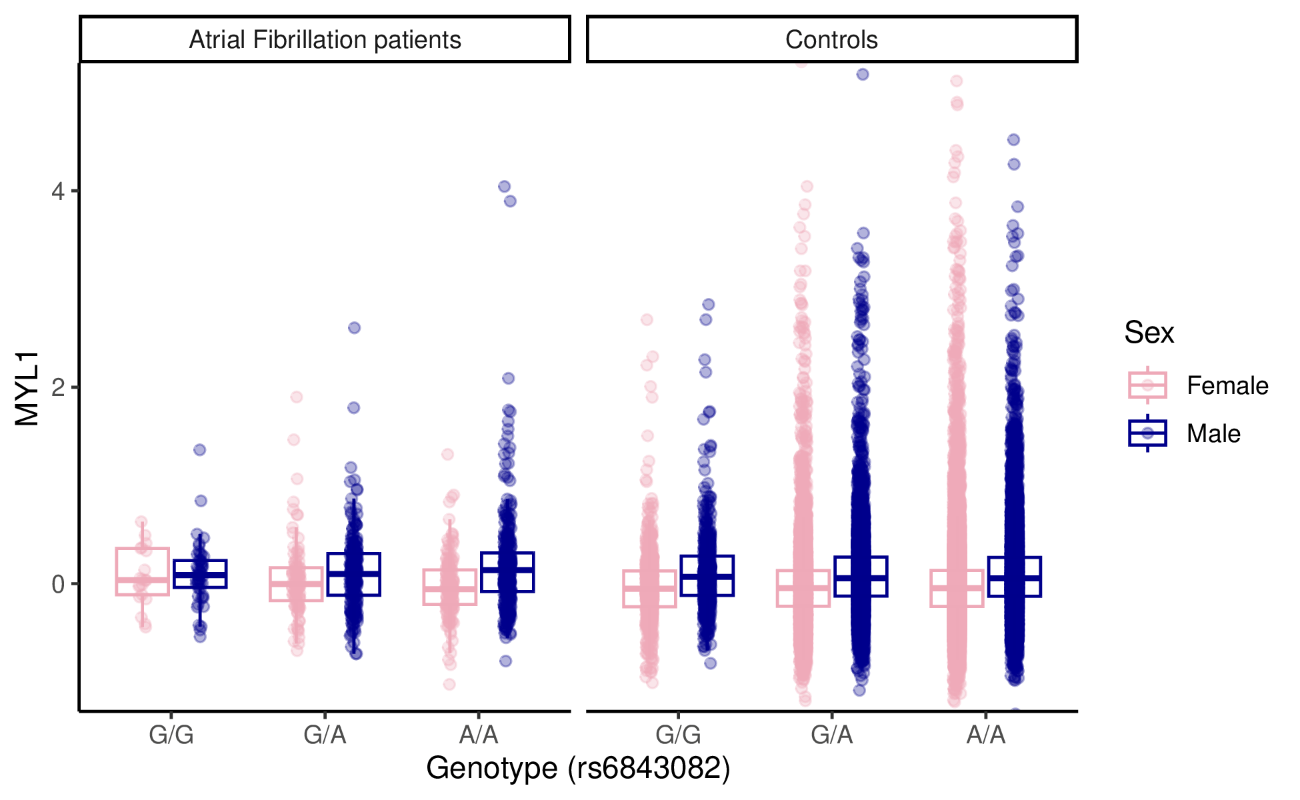 Atrial Fibrillation patients
Controls
MYL1
4
2
0
G/G
G/A
A/A
G/G
G/A
A/A
Genotype (rs6843082)
Sex
Female
Male